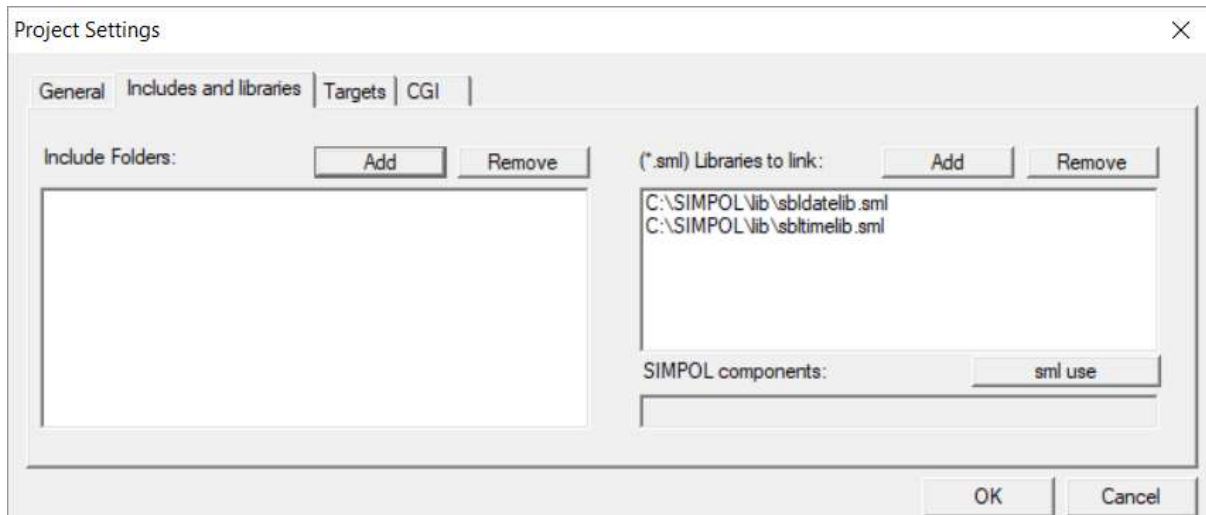 Project Settings
General Includes and libraries Targets CGI
Include Folders: Add Remove
(*.sml) Libraries to link: Add Remove
C:\SIMPOL\lib\sbldatelib.sml
C:\SIMPOL\lib\sbltimelib.sml
SIMPOL components: sml use
OK Cancel